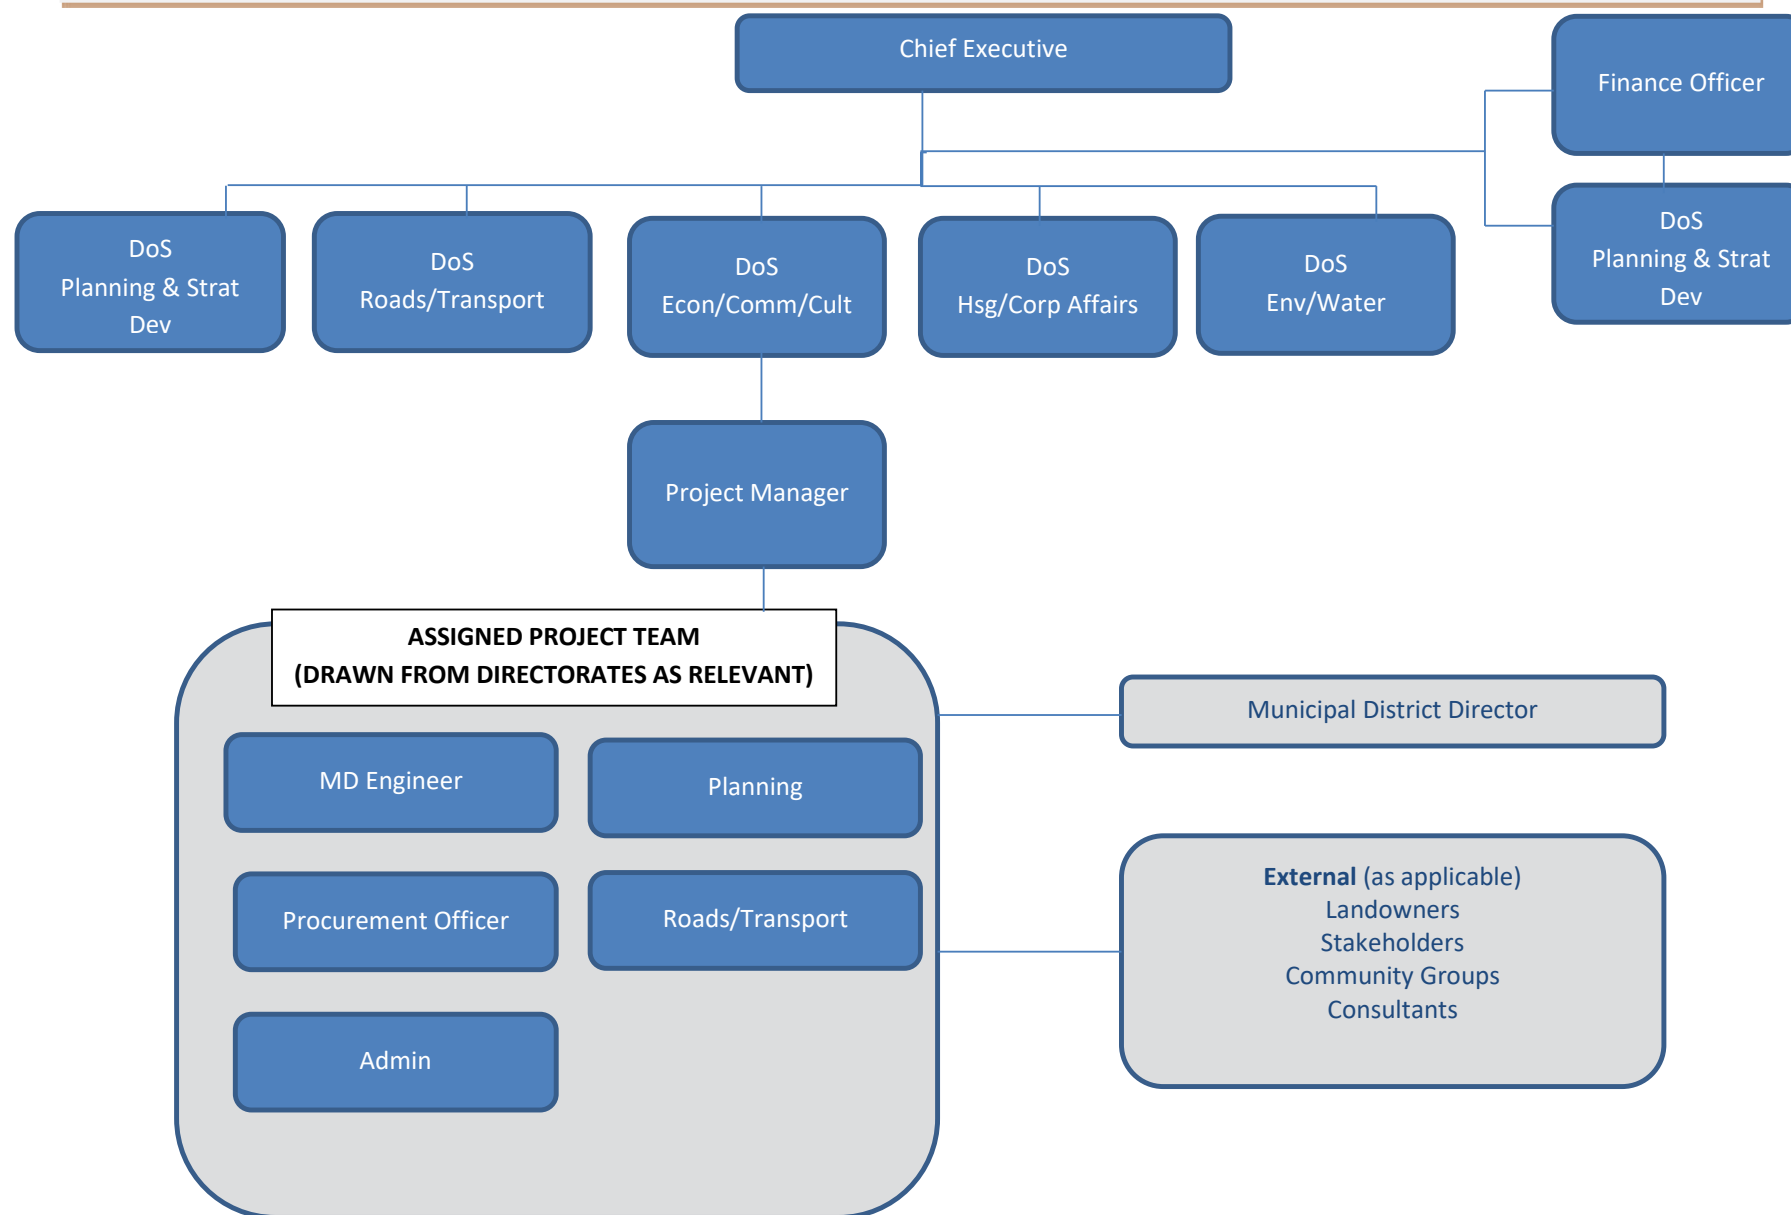 Chief Executive
Finance Officer
DoS
Planning & Strat
Dev
DoS
Roads/Transport
DoS
Econ/Comm/Cult
DoS
Hsg/Corp Affairs
DoS
Env/Water
DoS
Planning & Strat
Dev
Project Manager
ASSIGNED PROJECT TEAM
(DRAWN FROM DIRECTORATES AS RELEVANT)
MD Engineer
Planning
Procurement Officer
Roads/Transport
Admin
Municipal District Director
External (as applicable)
Landowners
Stakeholders
Community Groups
Consultants